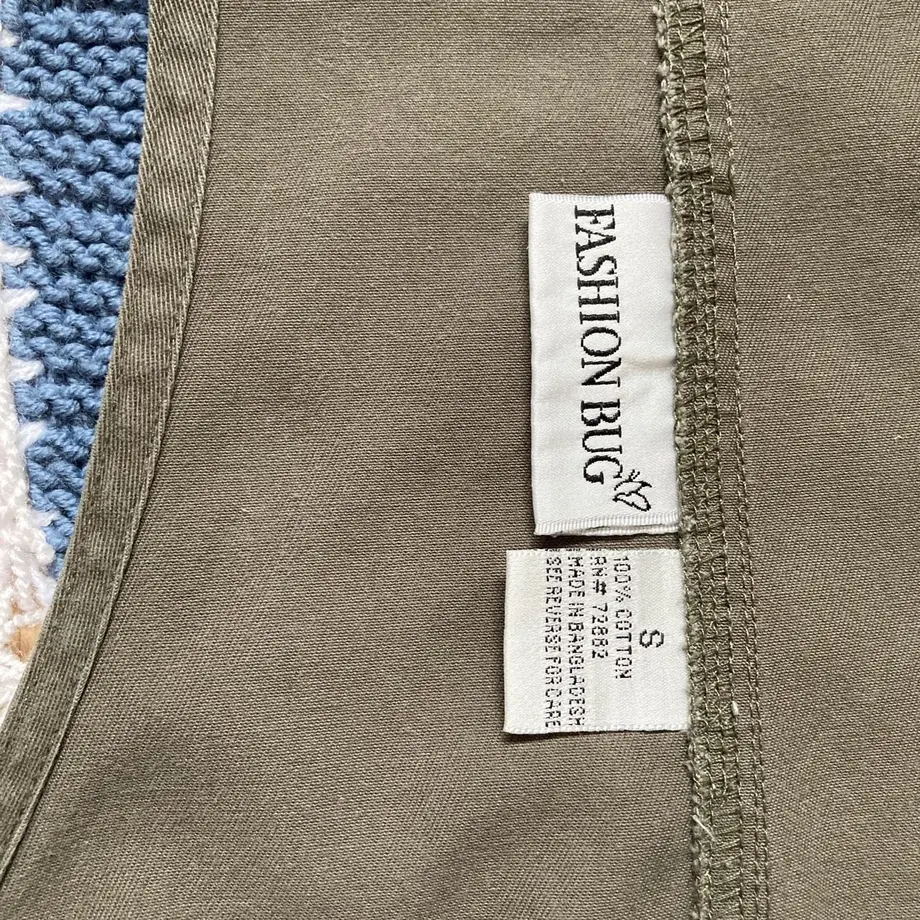 FASHION BUG
S
100% COTTON
RN# 72882
MADE IN BANGLADESH
SEE REVERSE FOR CARE